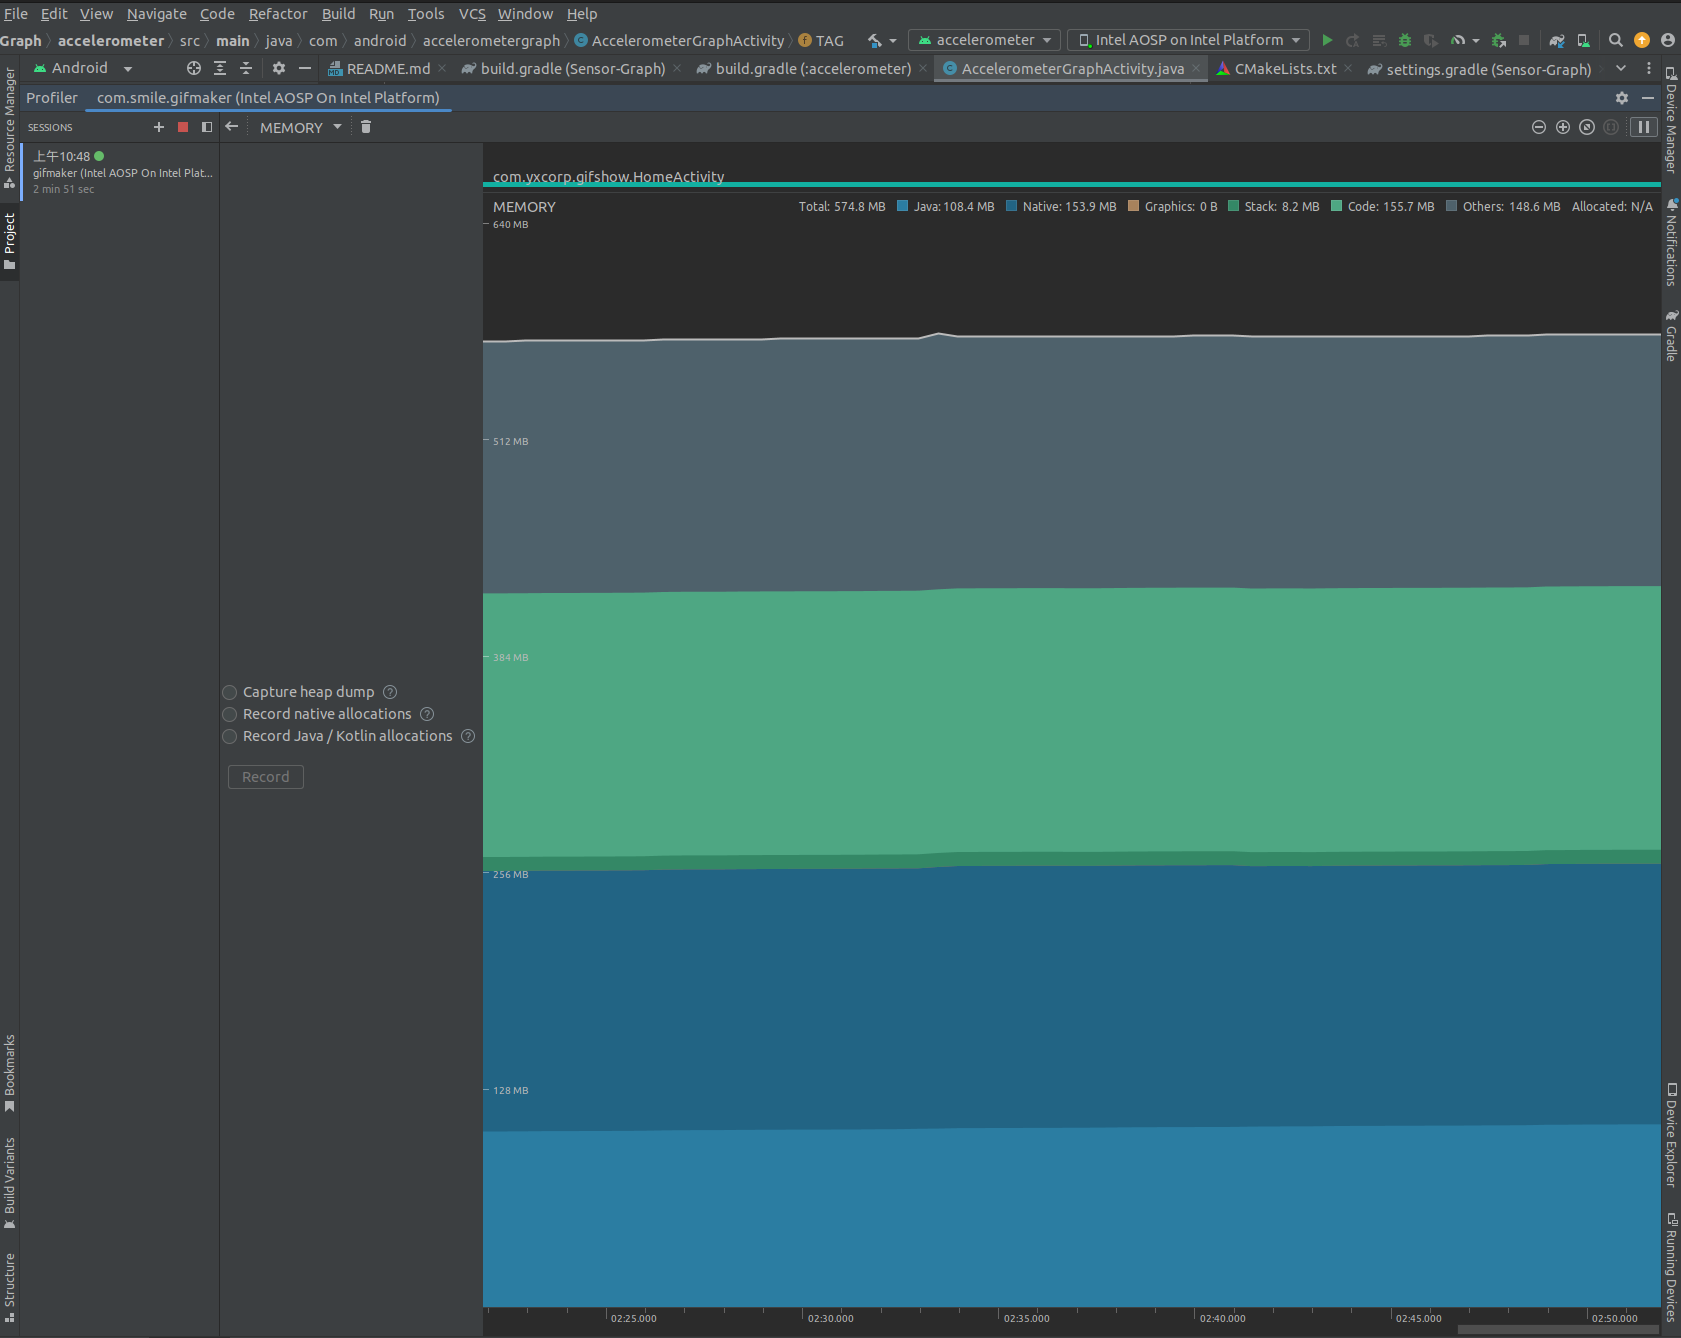 File Edit View Navigate Code Refactor Build Run Tools VCS Window Help
Graph accelerometer src main java com android accelerometergraph AccelerometerGraphActivity TAG accelerometer Intel AOSP on Intel Platform
Android README.md build.gradle (Sensor-Graph) build.gradle (:accelerometer) AccelerometerGraphActivity.java CMakeLists.txt settings.gradle (Sensor-Graph)
Profiler com.smile.gifmaker (Intel AOSP On Intel Platform)
SESSIONS MEMORY
上午10:48
gifmaker (Intel AOSP On Intel Plat...
2 min 51 sec
com.yxcorp.gifshow.HomeActivity
MEMORY Total: 574.8 MB Java: 108.4 MB Native: 153.9 MB Graphics: 0 B Stack: 8.2 MB Code: 155.7 MB Others: 148.6 MB Allocated: N/A
640 MB
512 MB
384 MB
256 MB
128 MB
Capture heap dump ?
Record native allocations ?
Record Java / Kotlin allocations ?
Record
02:25.000 02:30.000 02:35.000 02:40.000 02:45.000 02:50.000
Resource Manager
Project
Bookmarks
Build Variants
Structure
Device Manager
Notifications
Gradle
Device Explorer
Running Devices